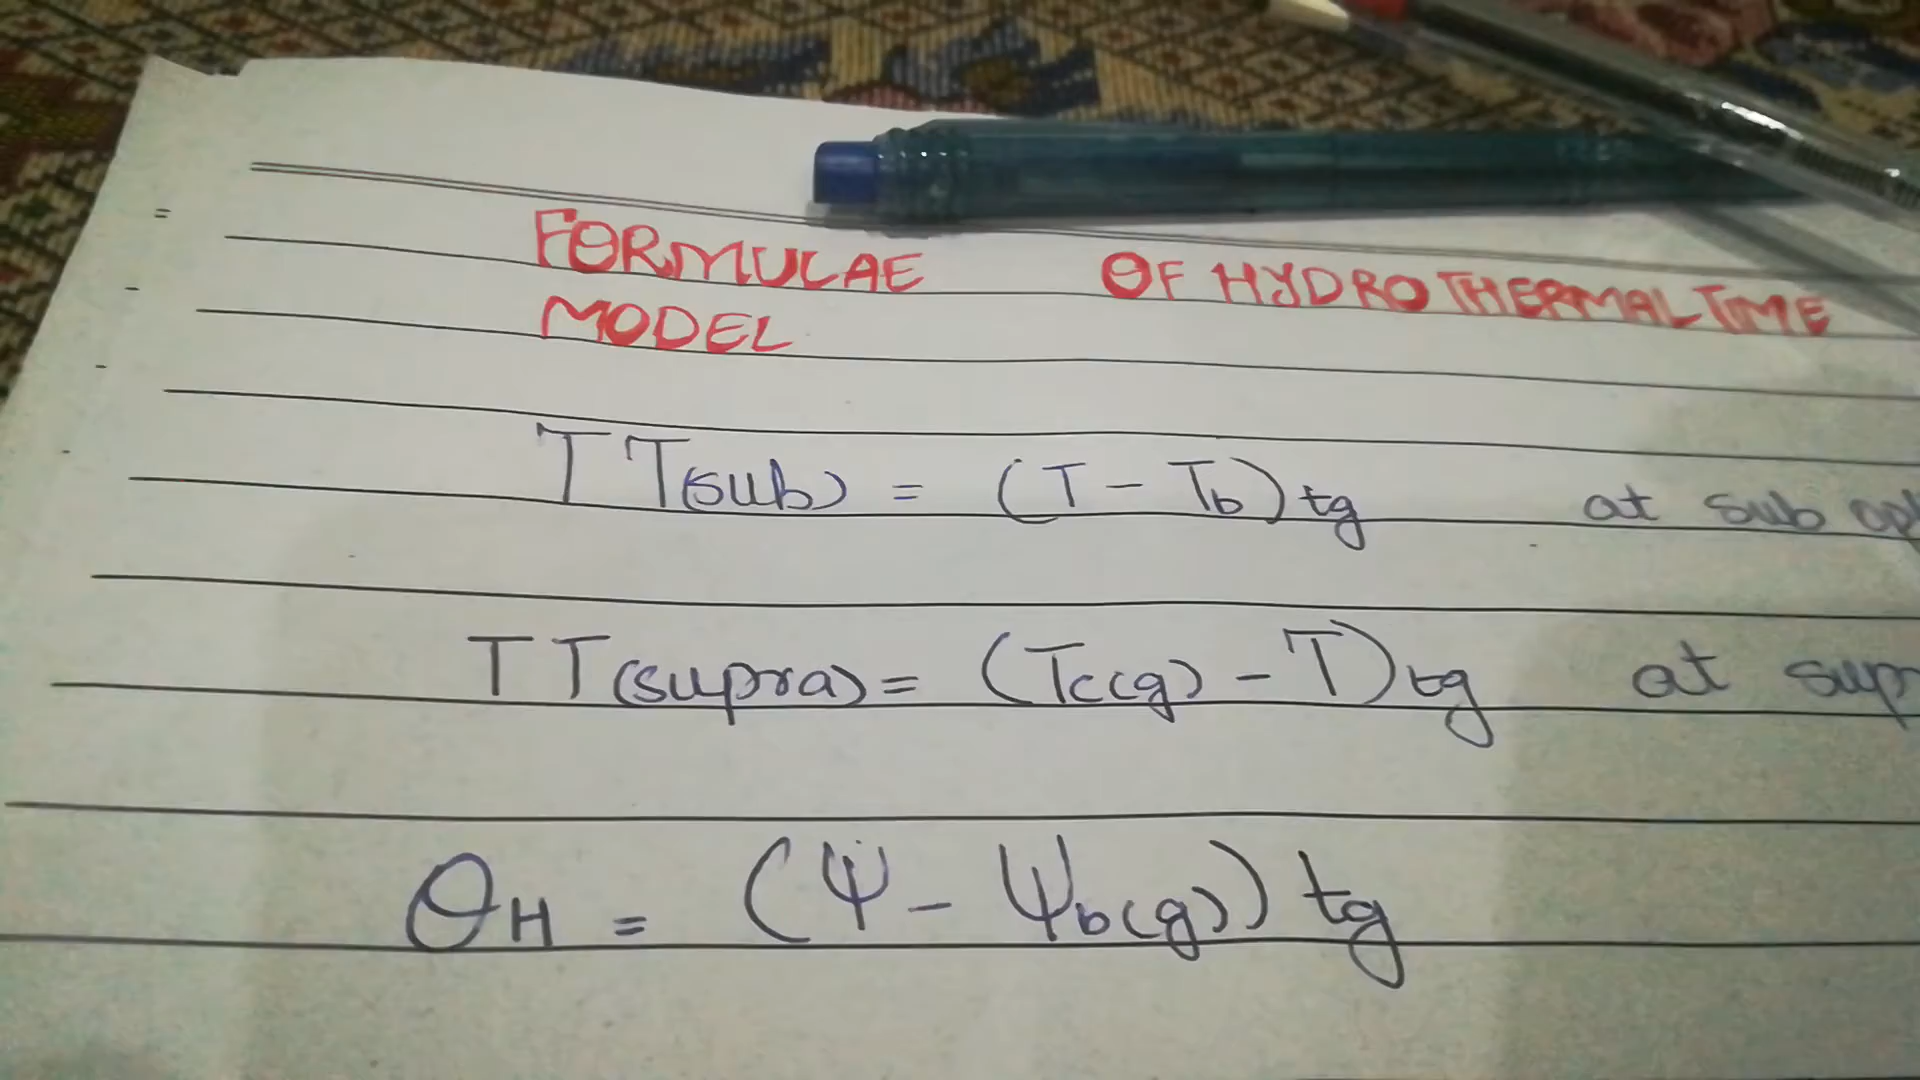 FORMULAE OF HYDROTHERMAL TIME
MODEL
TT(sub) = (T - Tb) tg at sub
TT(supra) = (Tc(g) - T) tg at
θH = (Ψ - Ψb(g)) tg